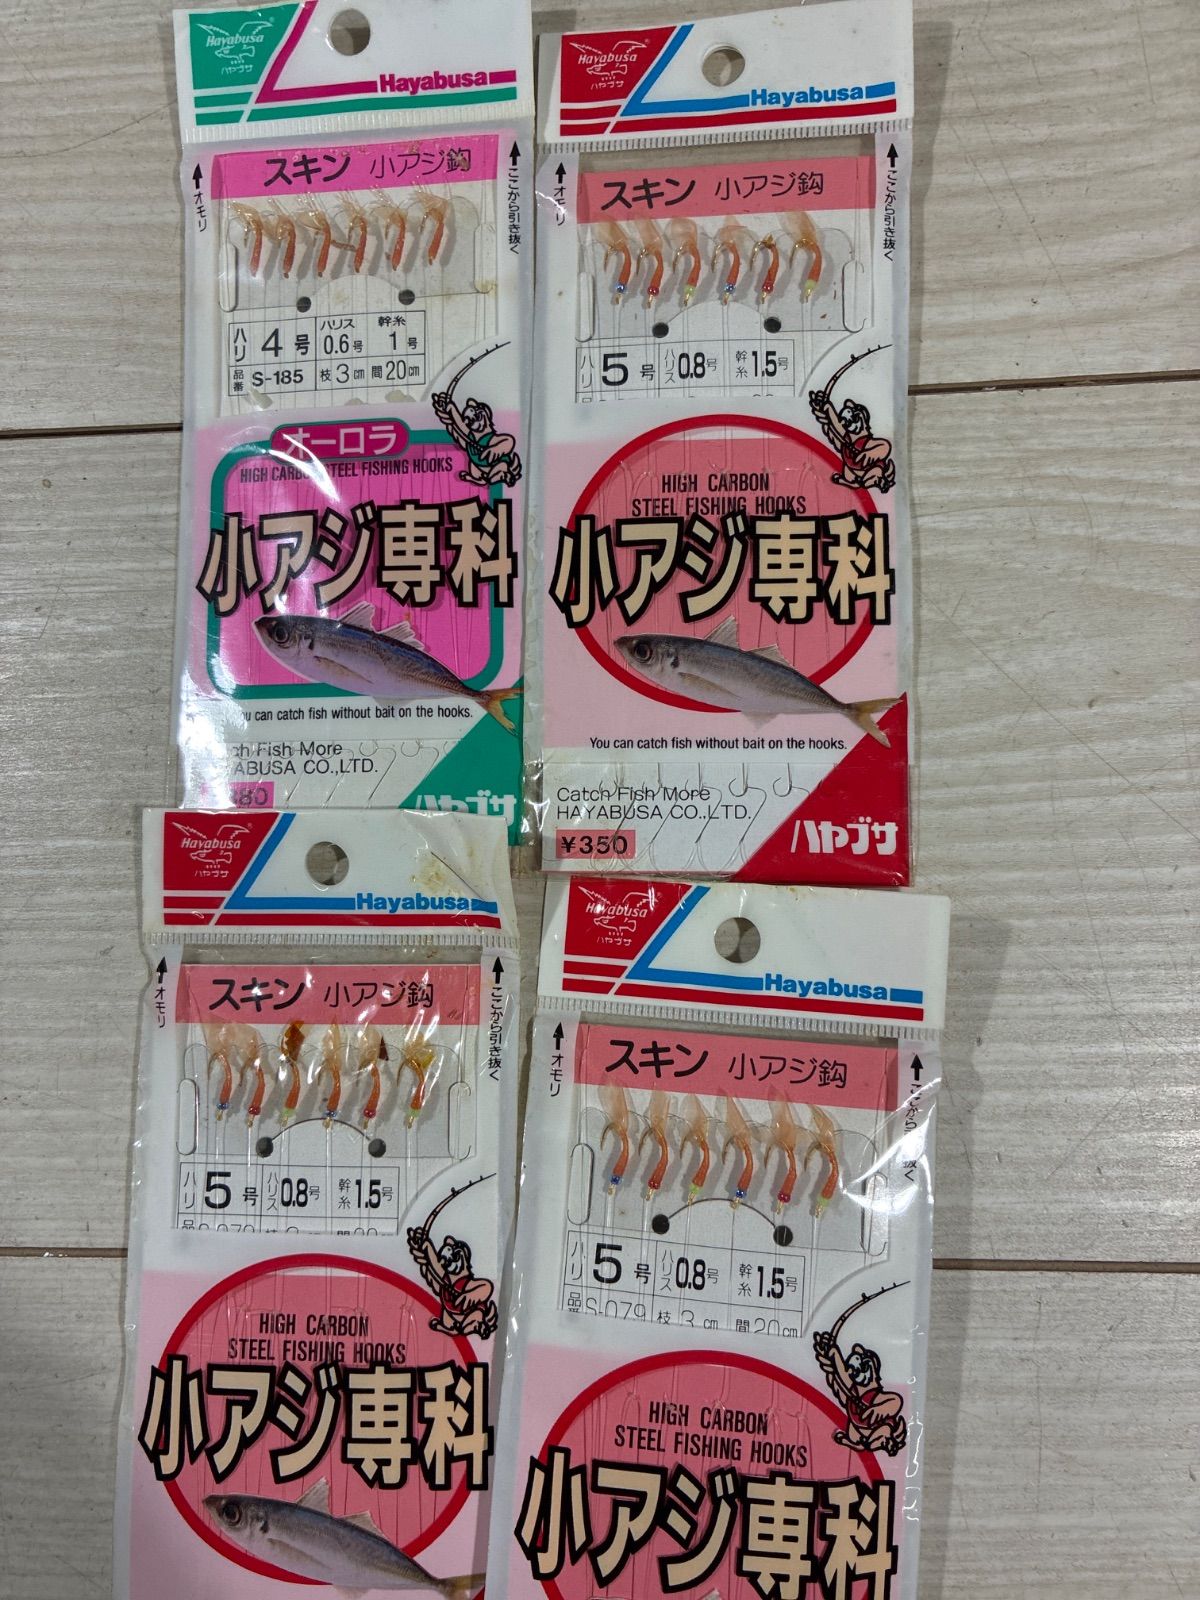 Hayabusa
ハヤブサ
Hayabusa
オモリ
ここから引き抜く
スキン 小アジ鈎
ハリ 4号 ハリス 0.6号 幹糸 1号
品番 S-185 枝 3cm 間 20cm
オーロラ
HIGH CARBON STEEL FISHING HOOKS
小アジ専科
You can catch fish without bait on the hooks.
Fish More
HAYABUSA CO.,LTD.
ハヤブサ
Hayabusa
ハヤブサ
Hayabusa
オモリ
ここから引き抜く
スキン 小アジ鈎
ハリ 5号 ハリス 0.8号 幹糸 1.5号
HIGH CARBON
STEEL FISHING HOOKS
小アジ専科
You can catch fish without bait on the hooks.
Catch Fish More
HAYABUSA CO.,LTD.
¥350
ハヤブサ
Hayabusa
ハヤブサ
Hayabusa
オモリ
ここから引き抜く
スキン 小アジ鈎
ハリ 5号 ハリス 0.8号 幹糸 1.5号
HIGH CARBON
STEEL FISHING HOOKS
小アジ専科
Hayabusa
ハヤブサ
Hayabusa
オモリ
ここから抜く
スキン 小アジ鈎
ハリ 5号 ハリス 0.8号 幹糸 1.5号
品番 S-079 枝 3cm 間 20cm
HIGH CARBON
STEEL FISHING HOOKS
小アジ専科